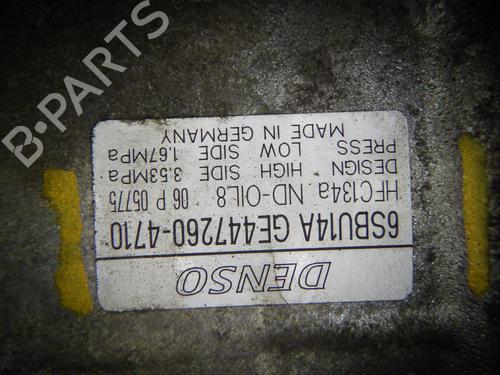 DENSO
6SBU14A GE447260-4710
HFC134a ND-OIL8 06 P 05775
DESIGN HIGH SIDE 3.53MPa
PRESS LOW SIDE 1.67MPa
MADE IN GERMANY
B-PARTS